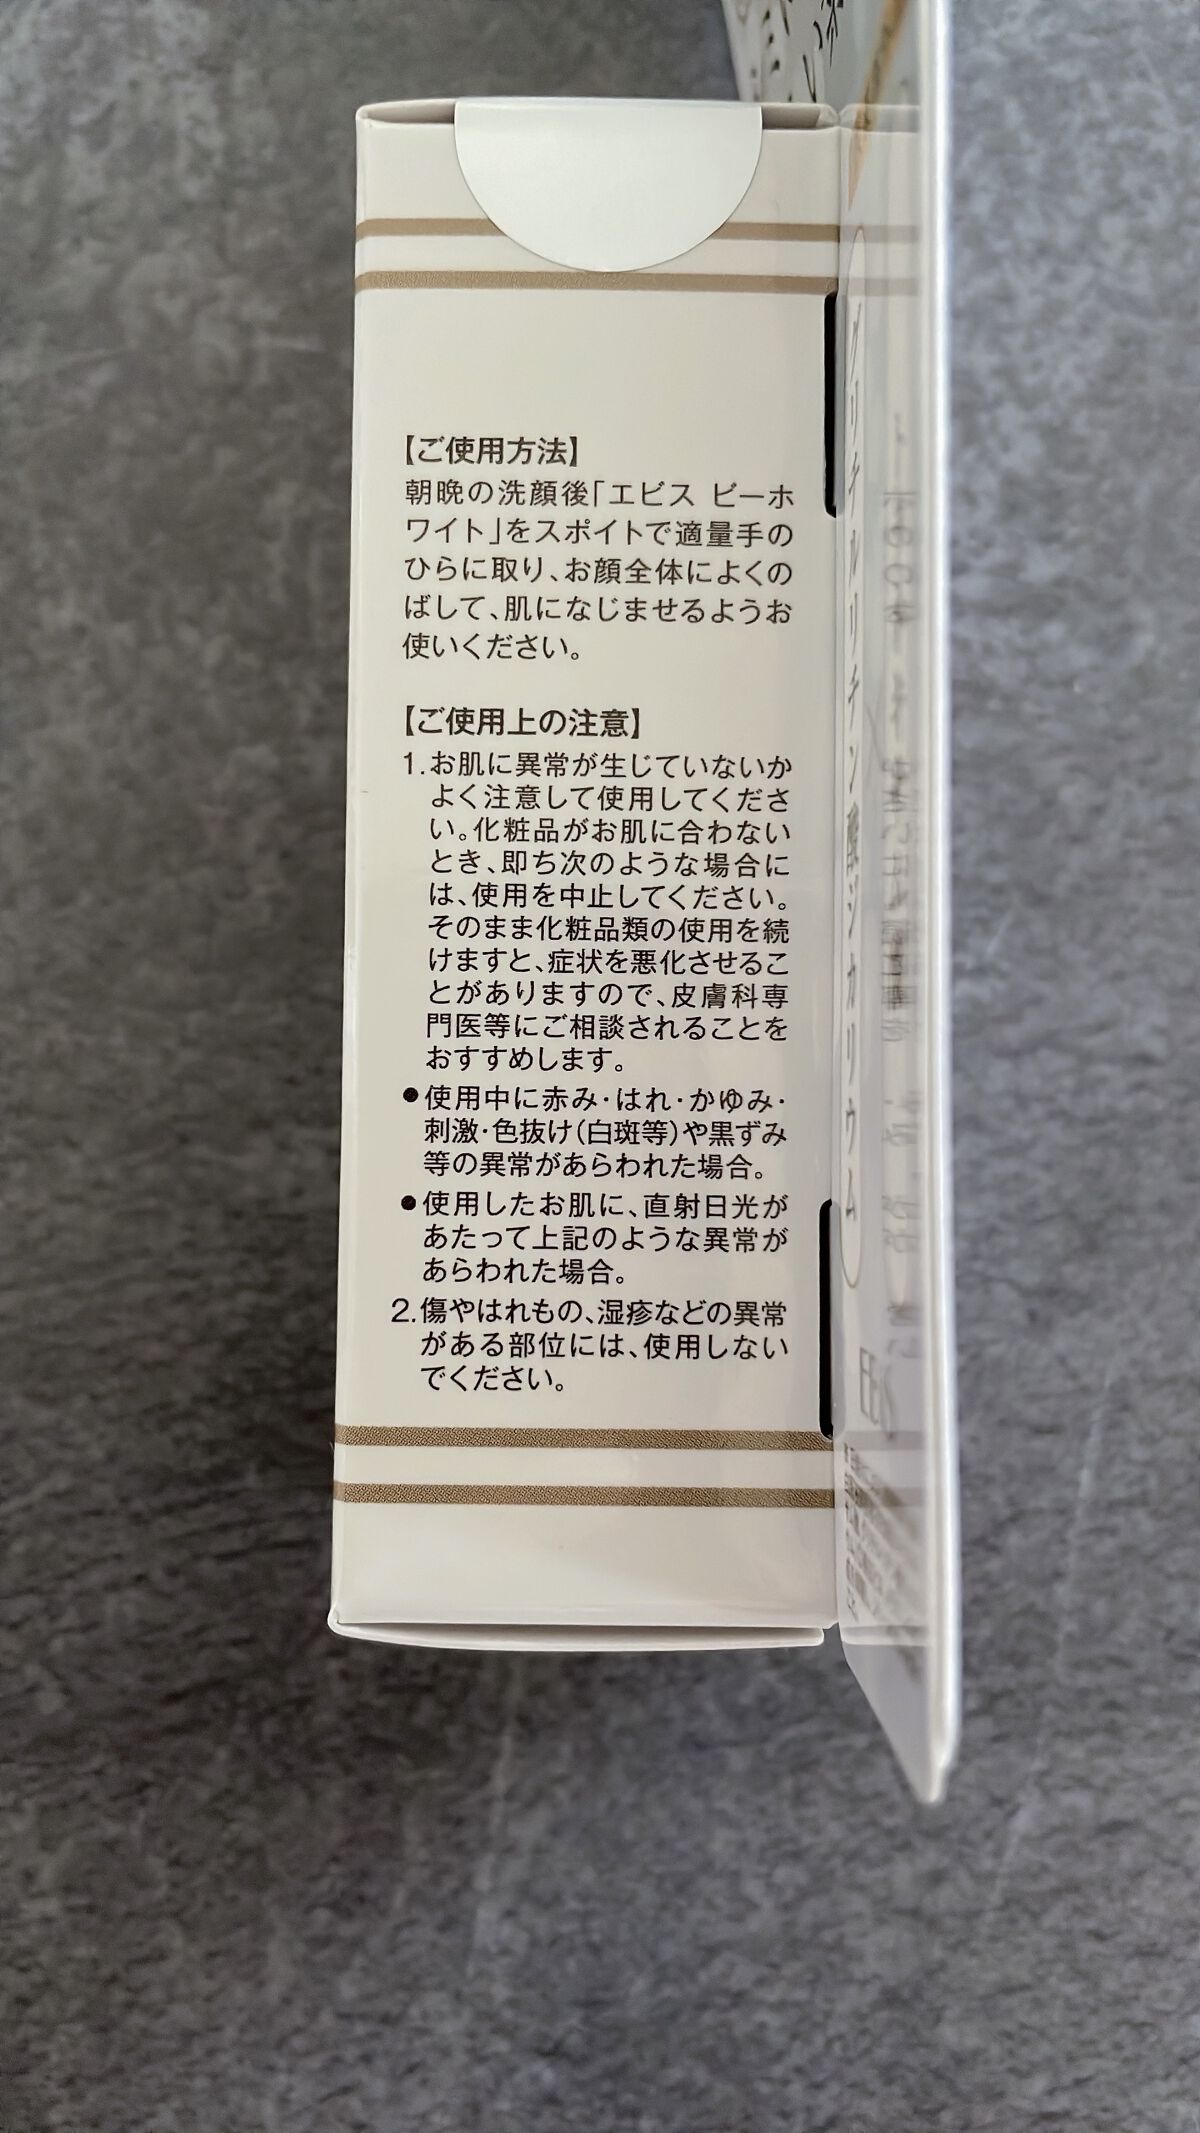 【ご使用方法】
朝晩の洗顔後「エビス ビーホ
ワイト」をスポイトで適量手の
ひらに取り、お顔全体によくの
ばして、肌になじませるようお
使いください。
【ご使用上の注意】
1.お肌に異常が生じていないか
よく注意して使用してくださ
い。化粧品がお肌に合わない
とき、即ち次のような場合に
は、使用を中止してください。
そのまま化粧品類の使用を続
けますと、症状を悪化させるこ
とがありますので、皮膚科専
門医等にご相談されることを
おすすめします。
●使用中に赤み・はれ・かゆみ・
刺激・色抜け(白斑等)や黒ずみ
等の異常があらわれた場合。
●使用したお肌に、直射日光が
あたって上記のような異常が
あらわれた場合。
2.傷やはれもの、湿疹などの異常
がある部位には、使用しない
でください。
グリチルリチン酸ジカリウム